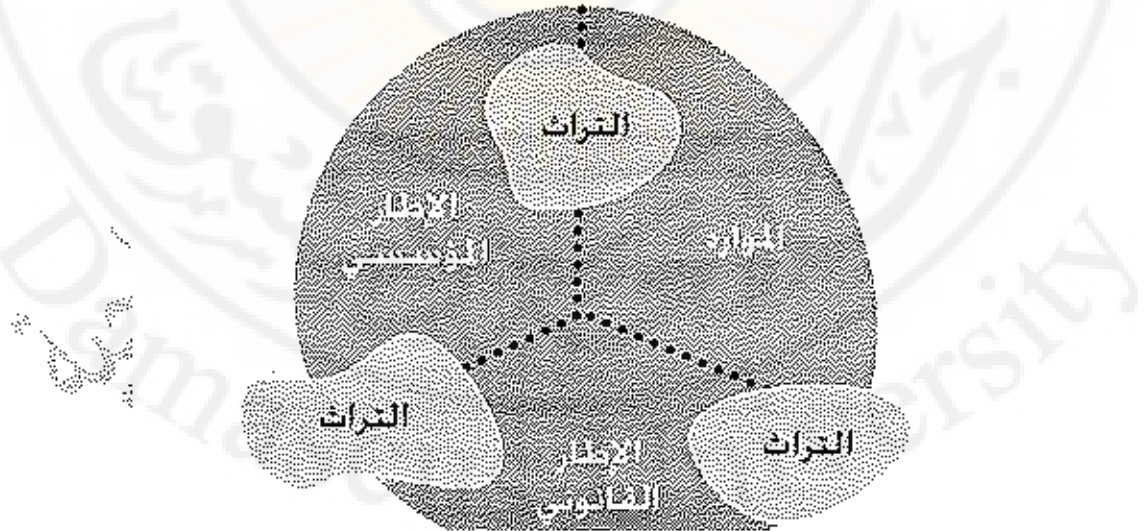 التراث
الإطار
المؤسسي
الموارد
التراث
التراث
الإطار
القانوني